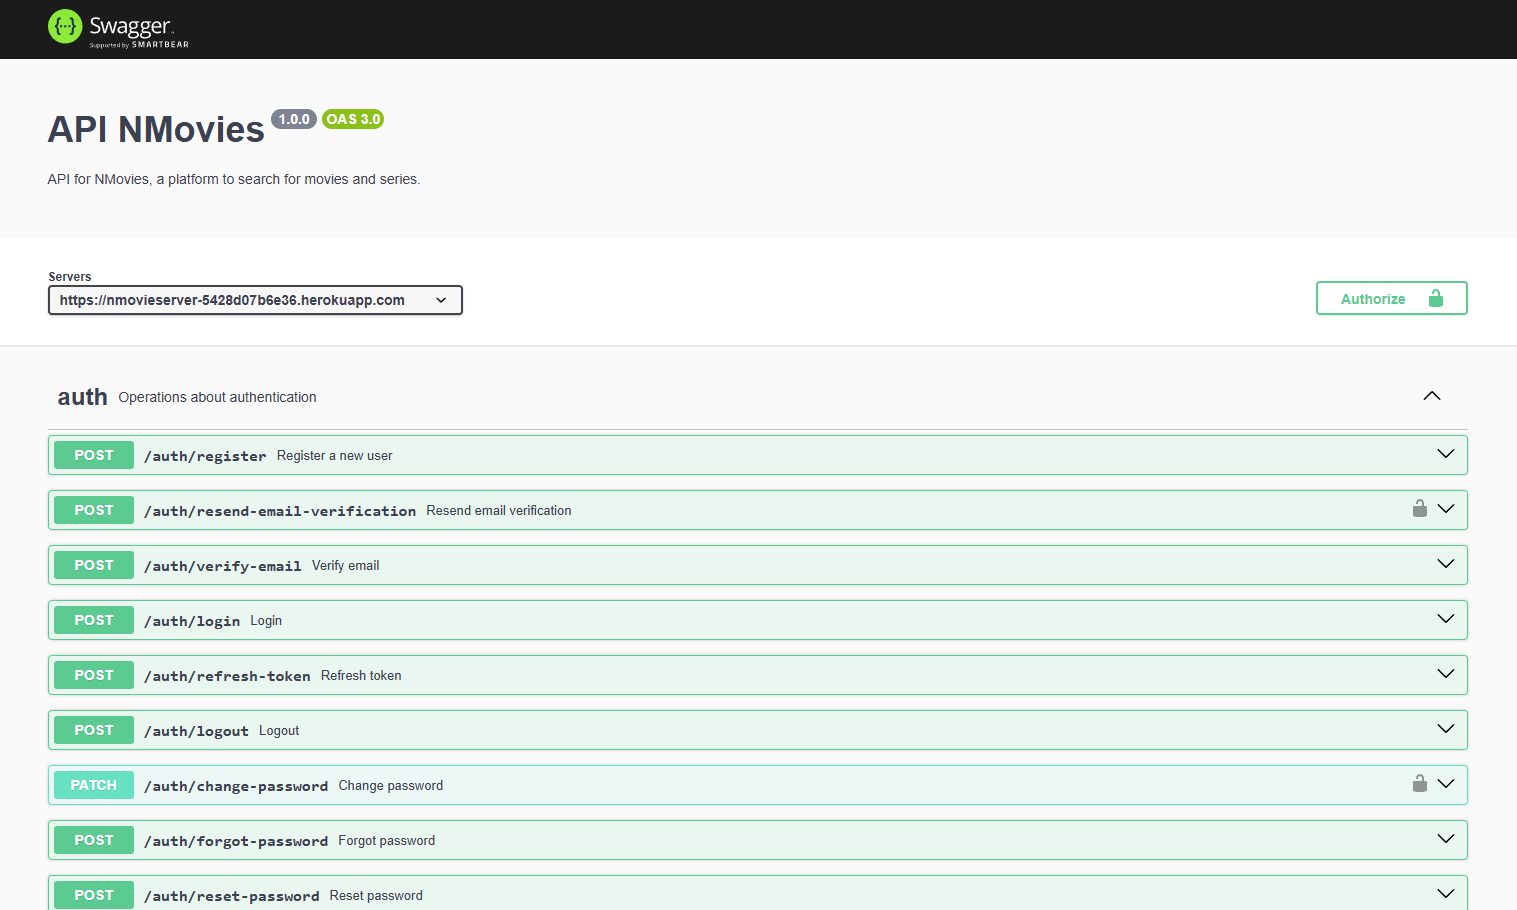 {···} Swagger.
Supported by SMARTBEAR
API NMovies 1.0.0 OAS 3.0
API for NMovies, a platform to search for movies and series.
Servers
https://nmovieserver-5428d07b6e36.herokuapp.com
Authorize
auth Operations about authentication
POST /auth/register Register a new user
POST /auth/resend-email-verification Resend email verification
POST /auth/verify-email Verify email
POST /auth/login Login
POST /auth/refresh-token Refresh token
POST /auth/logout Logout
PATCH /auth/change-password Change password
POST /auth/forgot-password Forgot password
POST /auth/reset-password Reset password